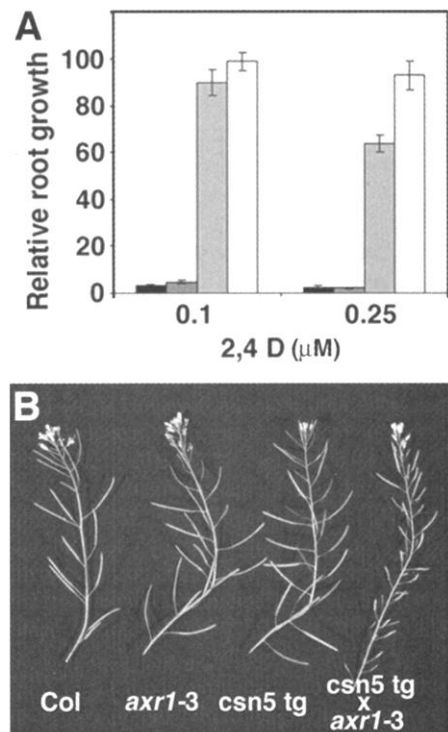 A
Relative root growth
100
80
60
40
20
0
0.1 0.25
2,4 D (μM)
B
Col axr1-3 csn5 tg csn5 tg
x
axr1-3